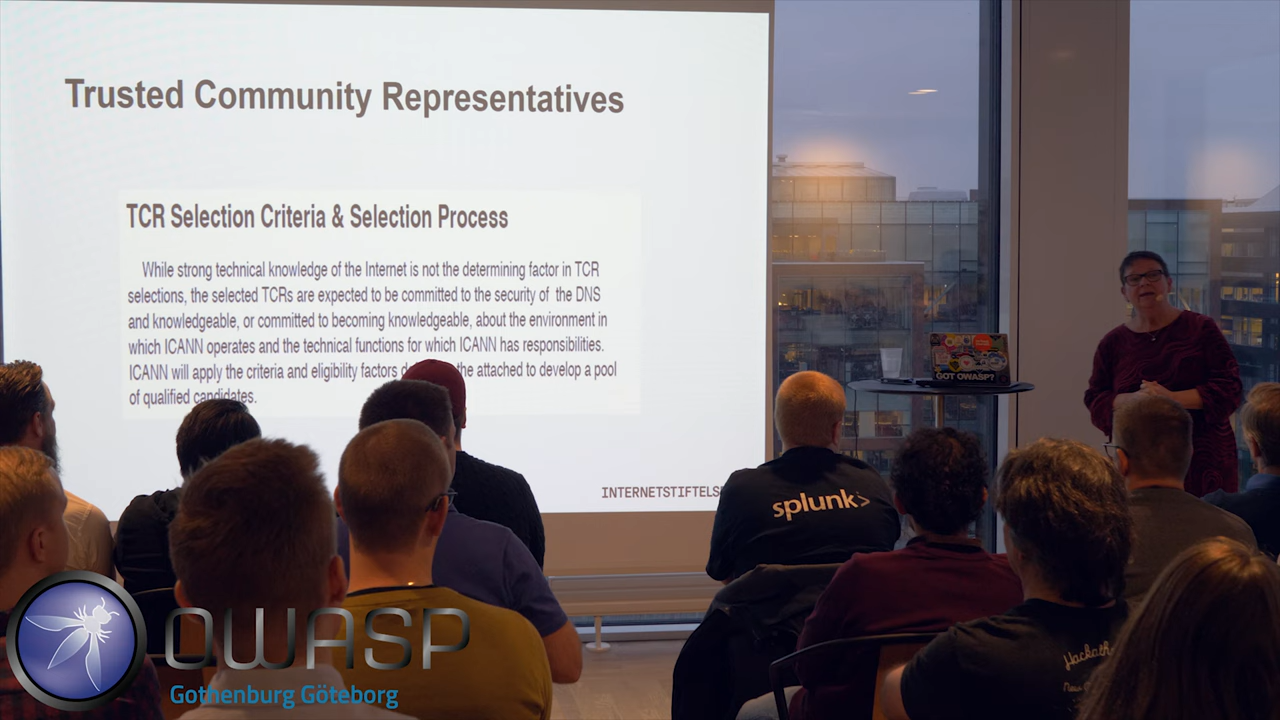 Trusted Community Representatives
TCR Selection Criteria & Selection Process
While strong technical knowledge of the Internet is not the determining factor in TCR
selections, the selected TCRs are expected to be committed to the security of the DNS
and knowledgeable, or committed to becoming knowledgeable, about the environment in
which ICANN operates and the technical functions for which ICANN has responsibilities.
ICANN will apply the criteria and eligibility factors the attached to develop a pool
of qualified candidates.
INTERNETSTIFTELSE
GOT OWASP?
splunk>
OWASP
Gothenburg Göteborg